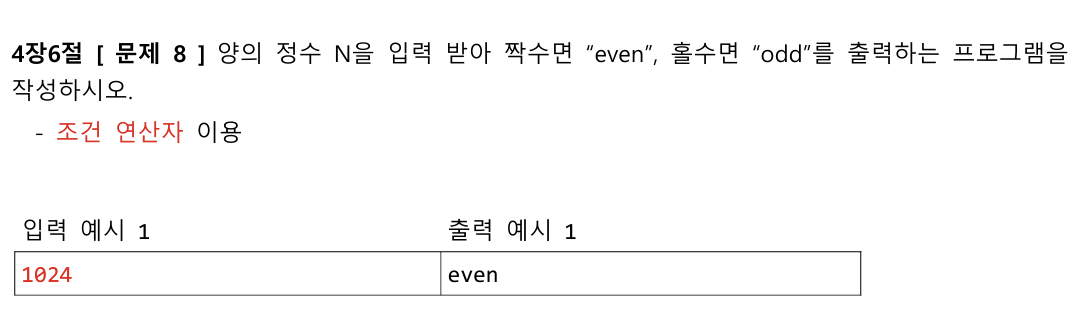 4장6절 [ 문제 8 ] 양의 정수 N을 입력 받아 짝수면 “even”, 홀수면 “odd”를 출력하는 프로그램을
작성하시오.
- 조건 연산자 이용
입력 예시 1 출력 예시 1
1024 even